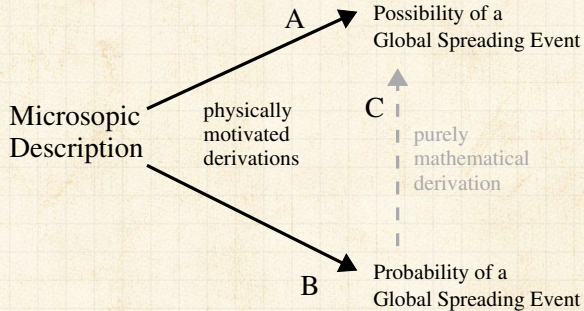 A
Possibility of a
Global Spreading Event
Microsopic
Description
physically
motivated
derivations
C
purely
mathematical
derivation
B
Probability of a
Global Spreading Event